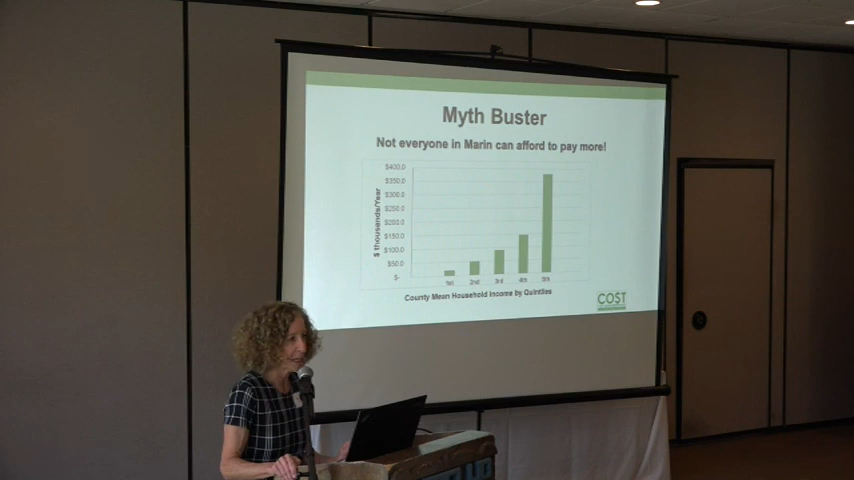 Myth Buster
Not everyone in Marin can afford to pay more!
$400.0
$350.0
$300.0
$250.0
$200.0
$150.0
$100.0
$50.0
$-
$ thousands/Year
1st
2nd
3rd
4th
5th
County Mean Household Income by Quintiles
COST